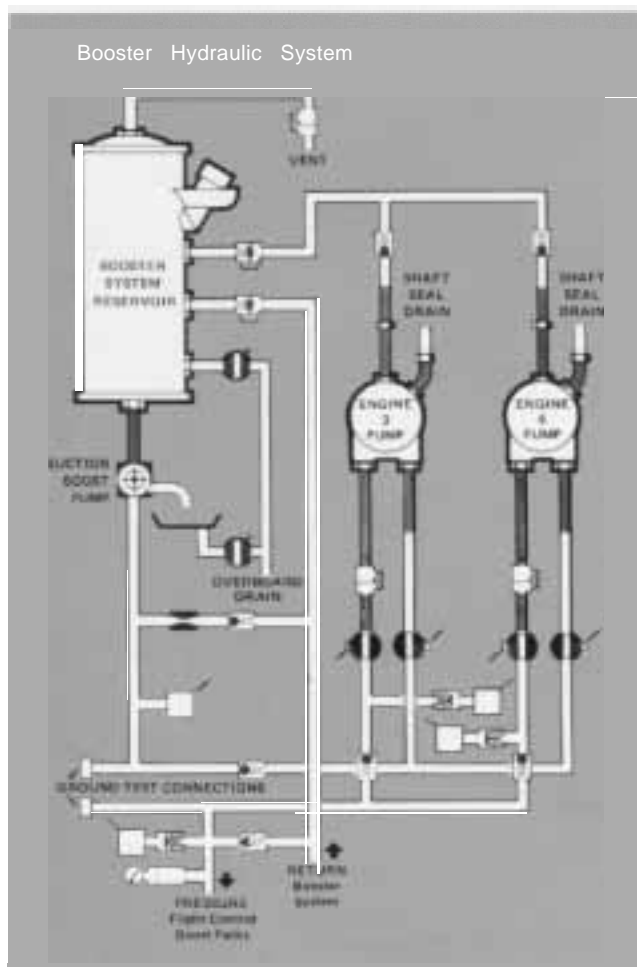 Booster Hydraulic System
VENT
BOOSTER
SYSTEM
RESERVOIR
SHAFT
SEAL
DRAIN
SHAFT
SEAL
DRAIN
ENGINE
3
PUMP
ENGINE
PUMP
SUCTION
BOOST
PUMP
OVERBOARD
DRAIN
GROUND TEST CONNECTIONS
RETURN
Booster
System
PRESSURE
Flight Control
Boost Packs